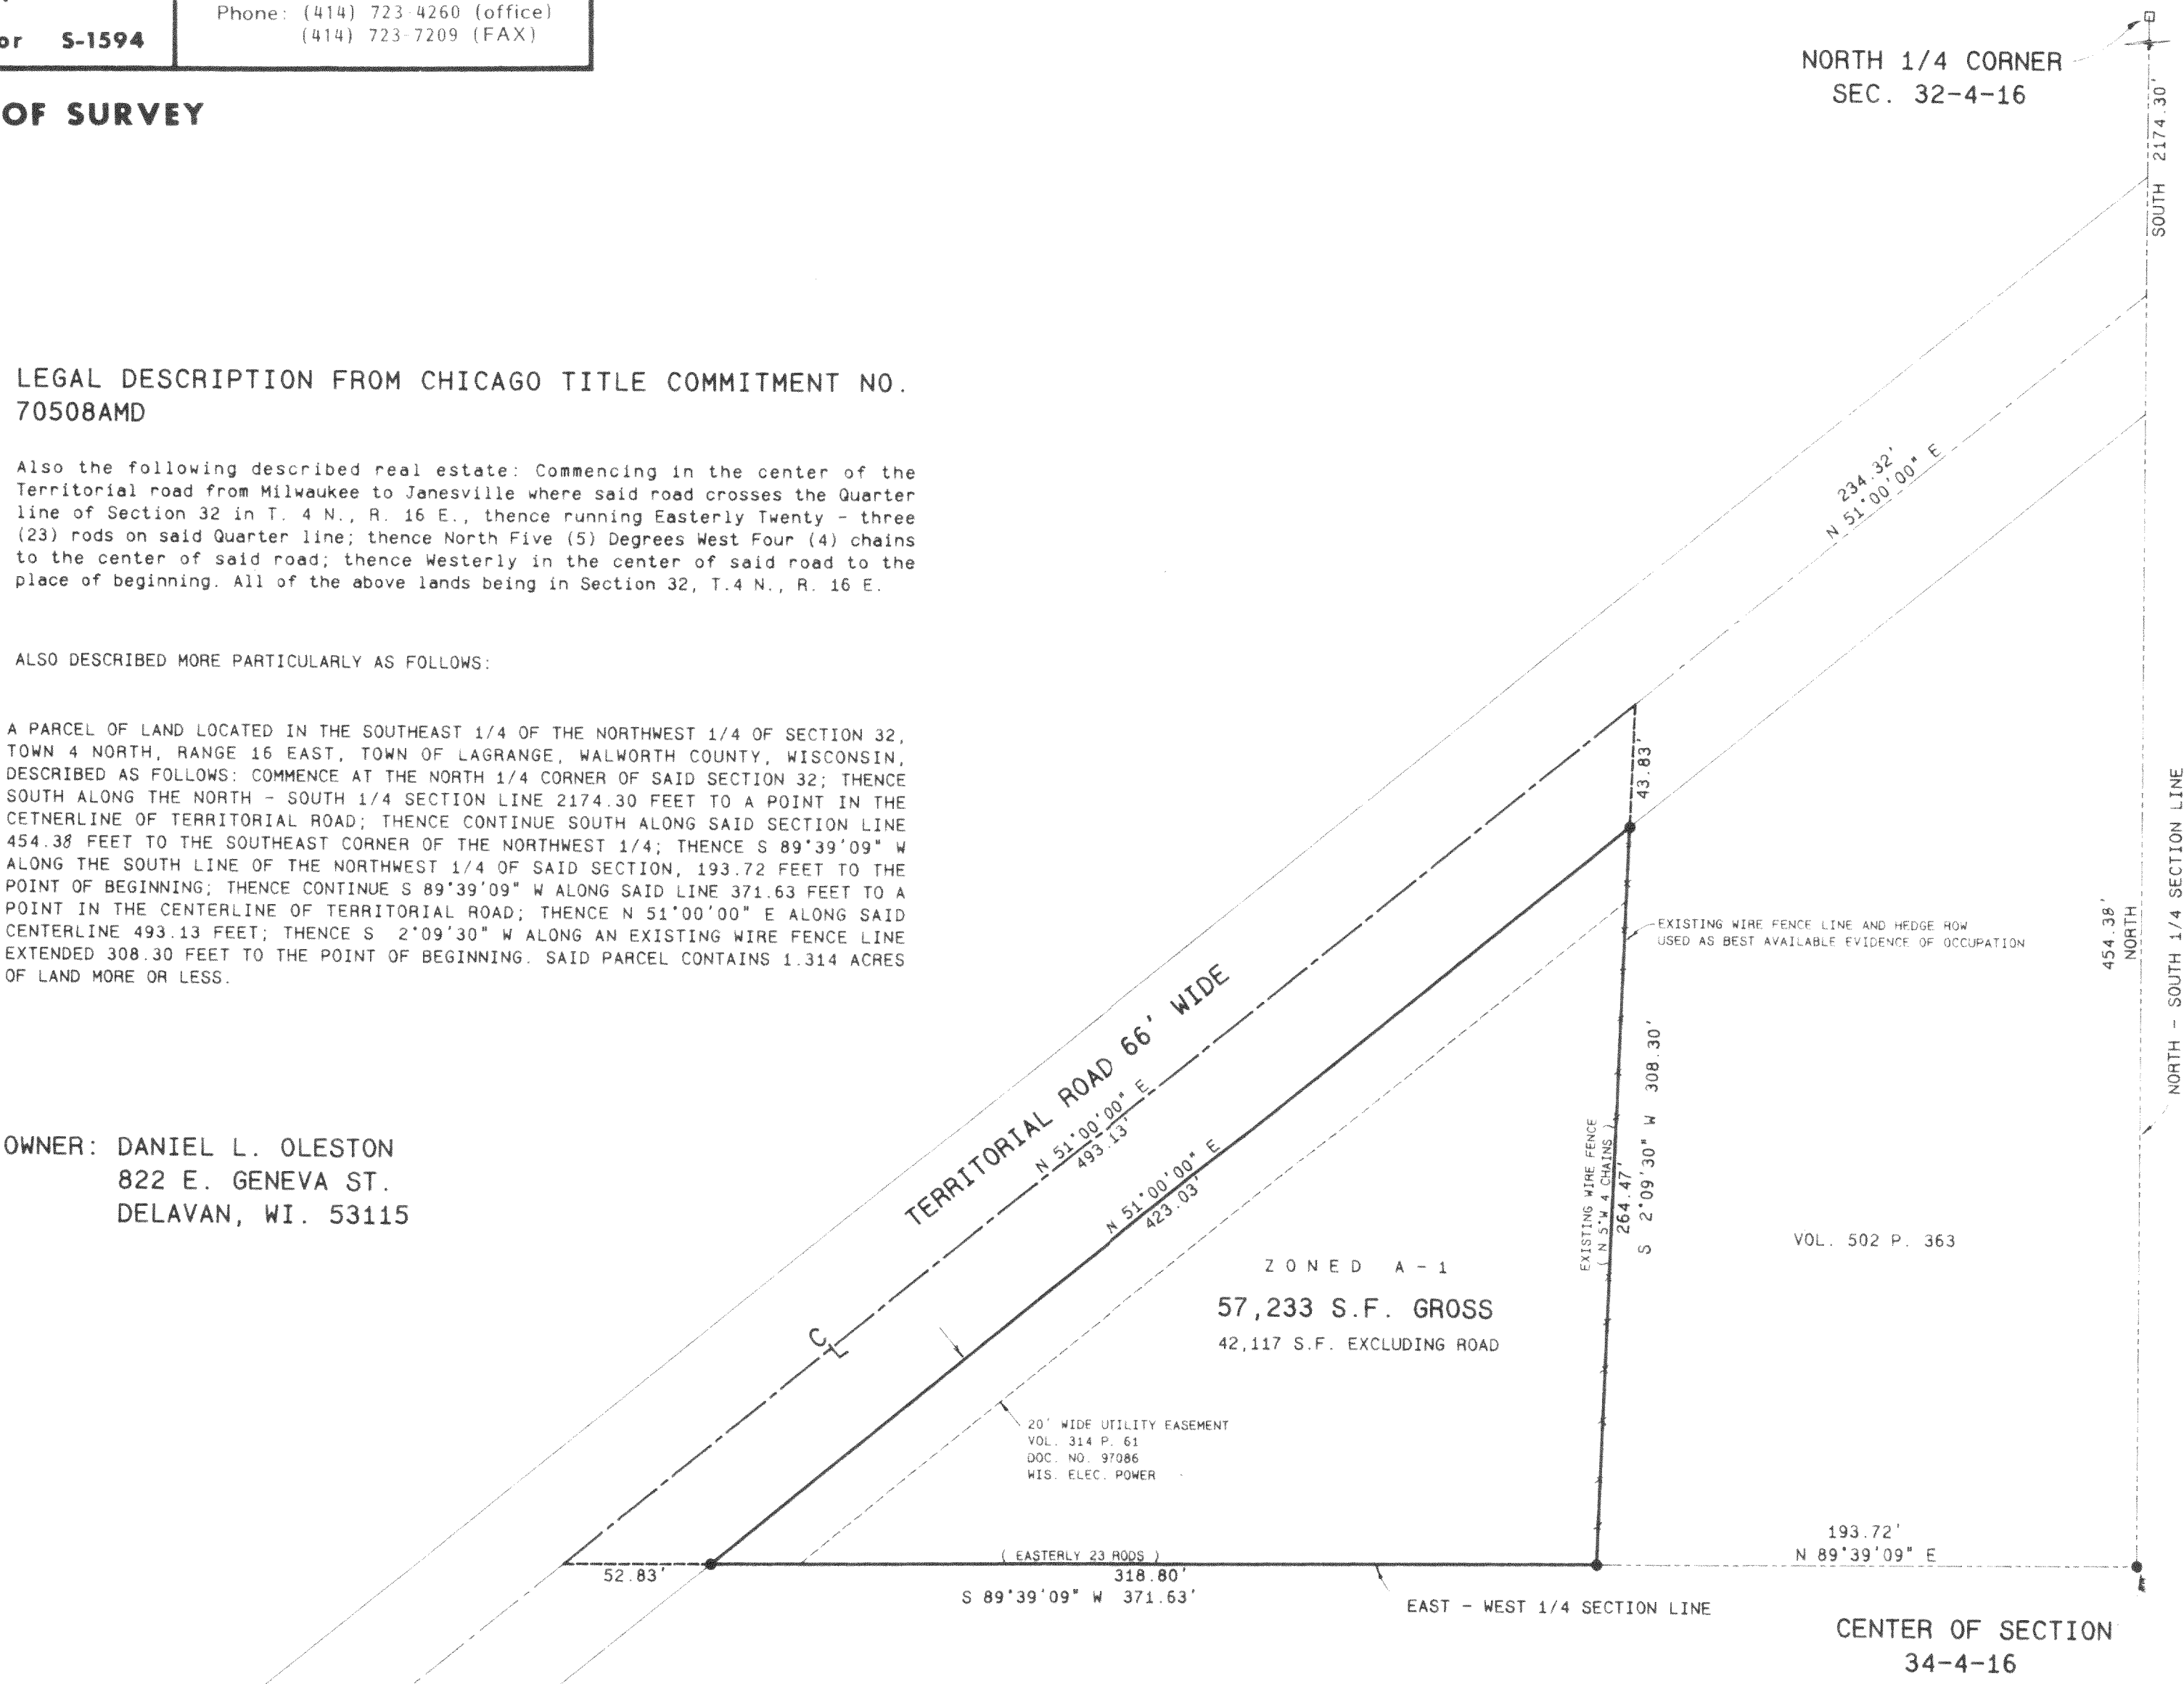 Phone: (414) 723-4260 (office)
(414) 723-7209 (FAX)
or S-1594
OF SURVEY
NORTH 1/4 CORNER
SEC. 32-4-16
SOUTH 2174.30'
LEGAL DESCRIPTION FROM CHICAGO TITLE COMMITMENT NO.
70508AMD
Also the following described real estate: Commencing in the center of the
Territorial road from Milwaukee to Janesville where said road crosses the Quarter
line of Section 32 in T. 4 N., R. 16 E., thence running Easterly Twenty - three
(23) rods on said Quarter line; thence North Five (5) Degrees West Four (4) chains
to the center of said road; thence Westerly in the center of said road to the
place of beginning. All of the above lands being in Section 32, T.4 N., R. 16 E.
ALSO DESCRIBED MORE PARTICULARLY AS FOLLOWS:
A PARCEL OF LAND LOCATED IN THE SOUTHEAST 1/4 OF THE NORTHWEST 1/4 OF SECTION 32,
TOWN 4 NORTH, RANGE 16 EAST, TOWN OF LAGRANGE, WALWORTH COUNTY, WISCONSIN,
DESCRIBED AS FOLLOWS: COMMENCE AT THE NORTH 1/4 CORNER OF SAID SECTION 32; THENCE
SOUTH ALONG THE NORTH - SOUTH 1/4 SECTION LINE 2174.30 FEET TO A POINT IN THE
CETNERLINE OF TERRITORIAL ROAD; THENCE CONTINUE SOUTH ALONG SAID SECTION LINE
454.38 FEET TO THE SOUTHEAST CORNER OF THE NORTHWEST 1/4; THENCE S 89°39'09" W
ALONG THE SOUTH LINE OF THE NORTHWEST 1/4 OF SAID SECTION, 193.72 FEET TO THE
POINT OF BEGINNING; THENCE CONTINUE S 89°39'09" W ALONG SAID LINE 371.63 FEET TO A
POINT IN THE CENTERLINE OF TERRITORIAL ROAD; THENCE N 51°00'00" E ALONG SAID
CENTERLINE 493.13 FEET; THENCE S 2°09'30" W ALONG AN EXISTING WIRE FENCE LINE
EXTENDED 308.30 FEET TO THE POINT OF BEGINNING. SAID PARCEL CONTAINS 1.314 ACRES
OF LAND MORE OR LESS.
OWNER: DANIEL L. OLESTON
822 E. GENEVA ST.
DELAVAN, WI. 53115
234.32'
N 51°00'00" E
43.83'
EXISTING WIRE FENCE LINE AND HEDGE ROW
USED AS BEST AVAILABLE EVIDENCE OF OCCUPATION
454.38'
NORTH
NORTH - SOUTH 1/4 SECTION LINE
TERRITORIAL ROAD 66' WIDE
N 51°00'00" E
493.13'
N 51°00'00" E
423.03'
CL
EXISTING WIRE FENCE
( N 5°W 4 CHAINS )
264.47'
S 2°09'30" W 308.30'
VOL. 502 P. 363
ZONED A-1
57,233 S.F. GROSS
42,117 S.F. EXCLUDING ROAD
20' WIDE UTILITY EASEMENT
VOL. 314 P. 61
DOC. NO. 97086
WIS. ELEC. POWER
52.83'
( EASTERLY 23 RODS )
318.80'
S 89°39'09" W 371.63'
193.72'
N 89°39'09" E
EAST - WEST 1/4 SECTION LINE
CENTER OF SECTION
34-4-16